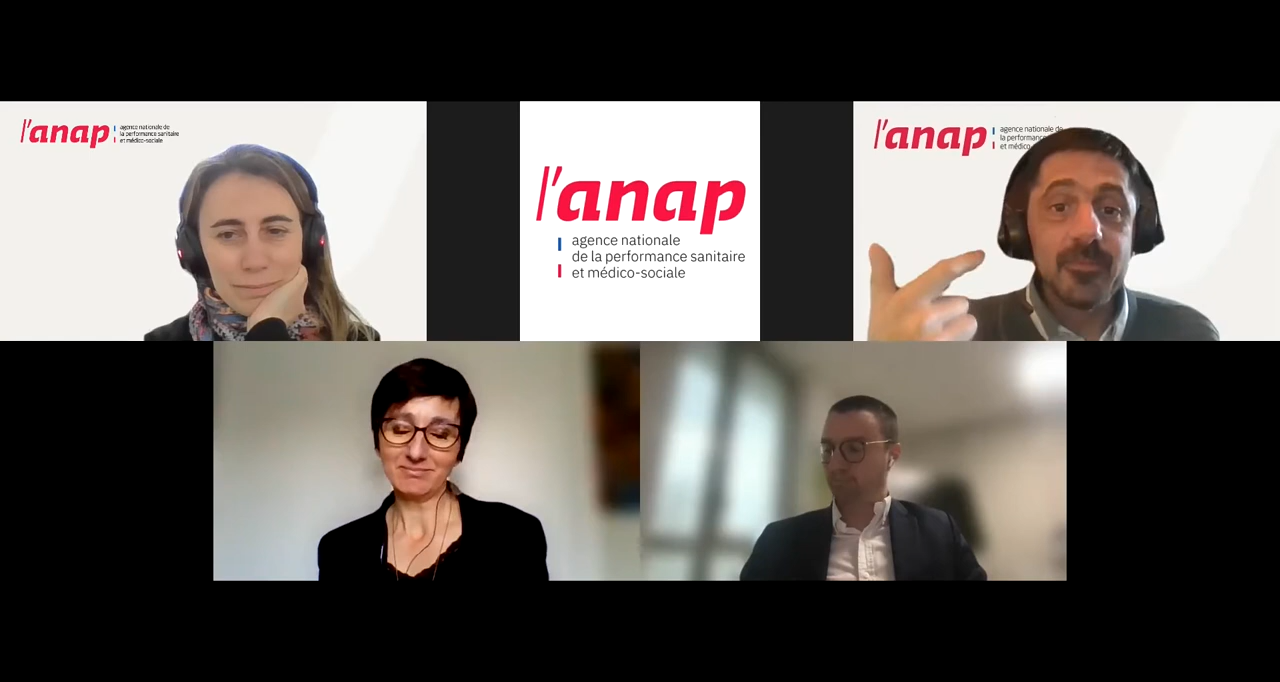 l'anap
agence nationale de
la performance sanitaire
et médico-sociale
l'anap
agence nationale
de la performance sanitaire
et médico-sociale
l'anap
agence nationale de
la performance
et médico